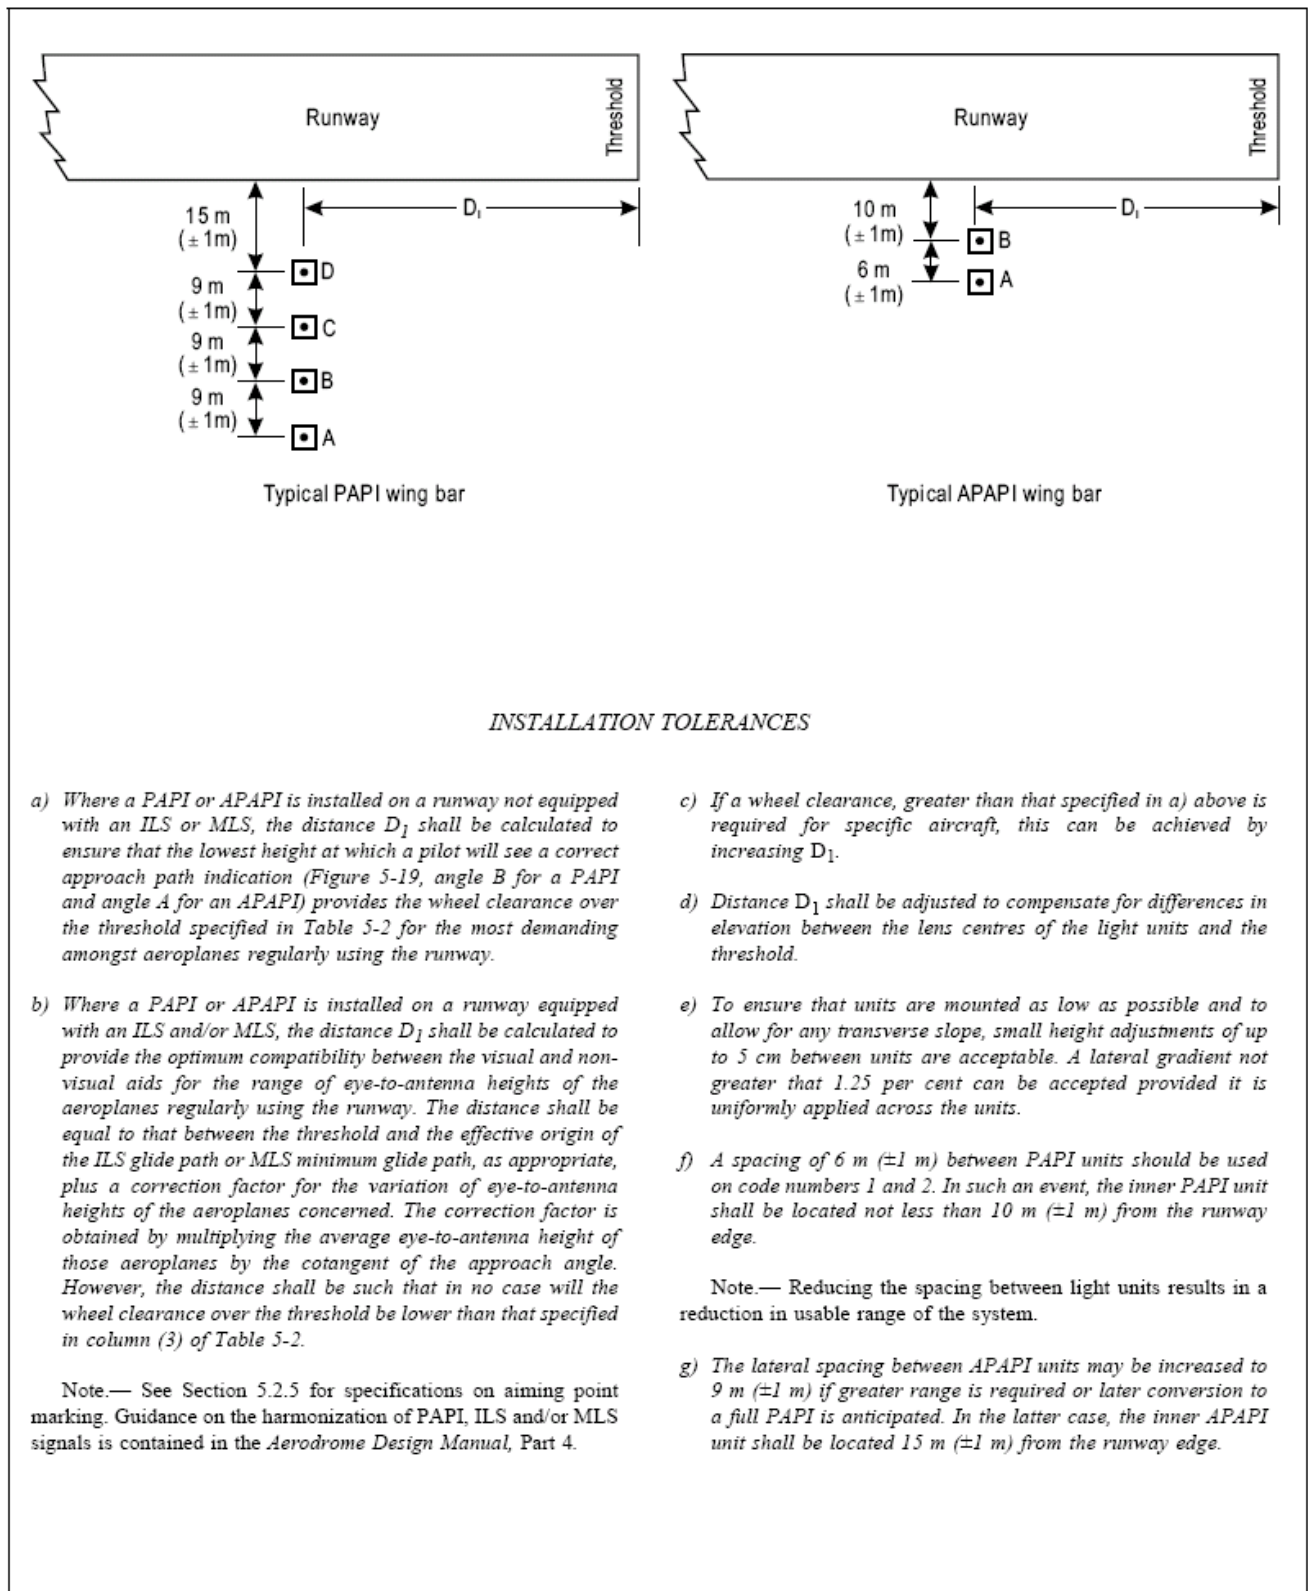 Runway
Threshold
15 m
(± 1m)
D₁
D
9 m
(± 1m)
C
9 m
(± 1m)
B
9 m
(± 1m)
A
Typical PAPI wing bar
Runway
Threshold
10 m
(± 1m)
D₁
B
6 m
(± 1m)
A
Typical APAPI wing bar
INSTALLATION TOLERANCES
a) Where a PAPI or APAPI is installed on a runway not equipped
with an ILS or MLS, the distance D₁ shall be calculated to
ensure that the lowest height at which a pilot will see a correct
approach path indication (Figure 5-19, angle B for a PAPI
and angle A for an APAPI) provides the wheel clearance over
the threshold specified in Table 5-2 for the most demanding
amongst aeroplanes regularly using the runway.
b) Where a PAPI or APAPI is installed on a runway equipped
with an ILS and/or MLS, the distance D₁ shall be calculated to
provide the optimum compatibility between the visual and non-
visual aids for the range of eye-to-antenna heights of the
aeroplanes regularly using the runway. The distance shall be
equal to that between the threshold and the effective origin of
the ILS glide path or MLS minimum glide path, as appropriate,
plus a correction factor for the variation of eye-to-antenna
heights of the aeroplanes concerned. The correction factor is
obtained by multiplying the average eye-to-antenna height of
those aeroplanes by the cotangent of the approach angle.
However, the distance shall be such that in no case will the
wheel clearance over the threshold be lower than that specified
in column (3) of Table 5-2.
Note.— See Section 5.2.5 for specifications on aiming point
marking. Guidance on the harmonization of PAPI, ILS and/or MLS
signals is contained in the Aerodrome Design Manual, Part 4.
c) If a wheel clearance, greater than that specified in a) above is
required for specific aircraft, this can be achieved by
increasing D₁.
d) Distance D₁ shall be adjusted to compensate for differences in
elevation between the lens centres of the light units and the
threshold.
e) To ensure that units are mounted as low as possible and to
allow for any transverse slope, small height adjustments of up
to 5 cm between units are acceptable. A lateral gradient not
greater that 1.25 per cent can be accepted provided it is
uniformly applied across the units.
f) A spacing of 6 m (±1 m) between PAPI units should be used
on code numbers 1 and 2. In such an event, the inner PAPI unit
shall be located not less than 10 m (±1 m) from the runway
edge.
Note.— Reducing the spacing between light units results in a
reduction in usable range of the system.
g) The lateral spacing between APAPI units may be increased to
9 m (±1 m) if greater range is required or later conversion to
a full PAPI is anticipated. In the latter case, the inner APAPI
unit shall be located 15 m (±1 m) from the runway edge.